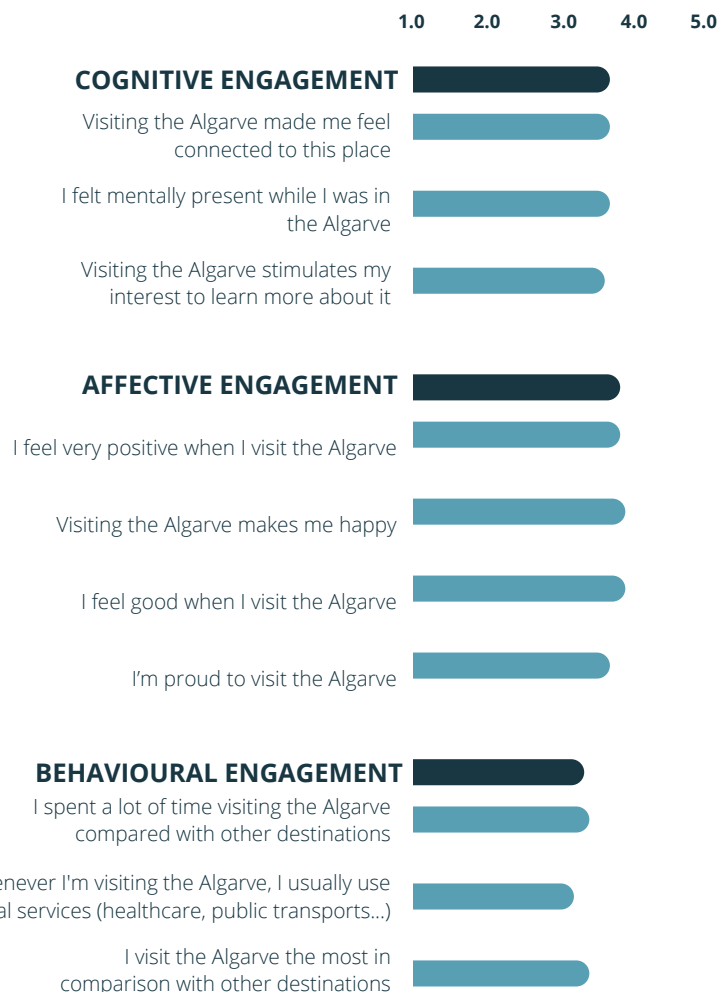 1.0 2.0 3.0 4.0 5.0
COGNITIVE ENGAGEMENT
Visiting the Algarve made me feel
connected to this place
I felt mentally present while I was in
the Algarve
Visiting the Algarve stimulates my
interest to learn more about it
AFFECTIVE ENGAGEMENT
I feel very positive when I visit the Algarve
Visiting the Algarve makes me happy
I feel good when I visit the Algarve
I’m proud to visit the Algarve
BEHAVIOURAL ENGAGEMENT
I spent a lot of time visiting the Algarve
compared with other destinations
I'm visiting the Algarve, I usually use
services (healthcare, public transports...)
I visit the Algarve the most in
comparison with other destinations